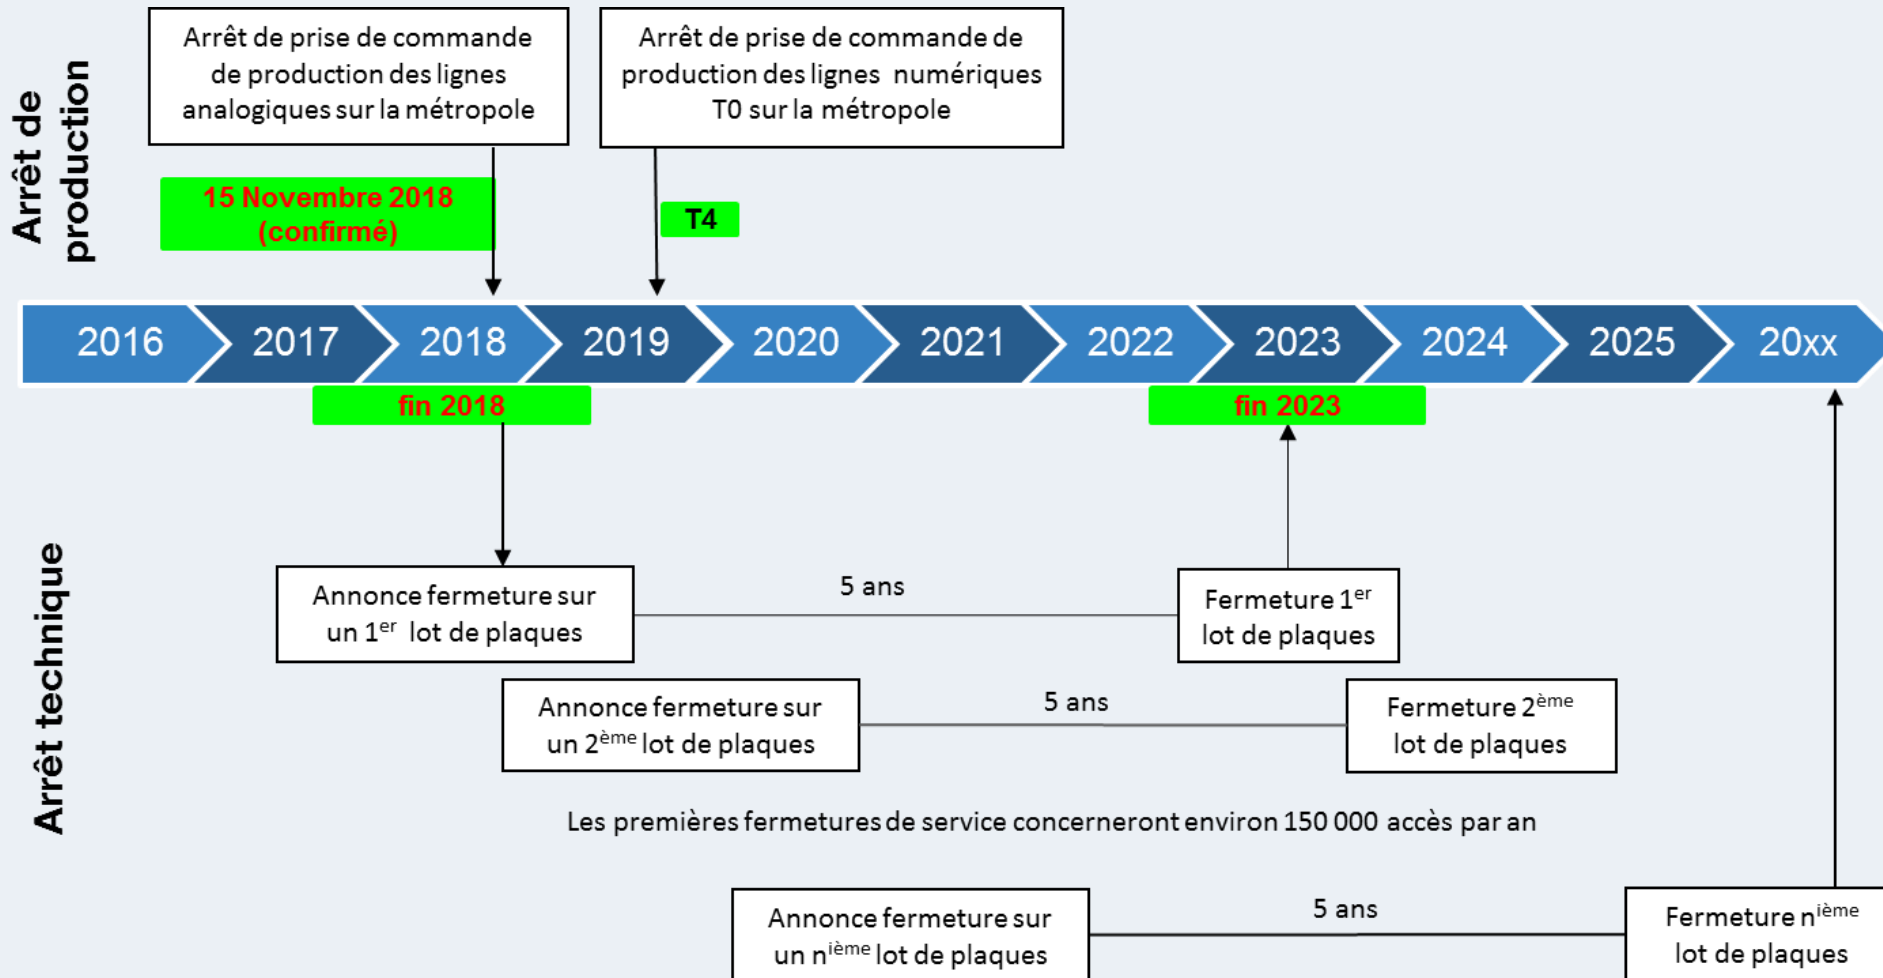 Arrêt de
production
Arrêt de prise de commande
de production des lignes
analogiques sur la métropole
Arrêt de prise de commande de
production des lignes numériques
T0 sur la métropole
15 Novembre 2018
(confirmé)
T4
2016
2017
2018
2019
2020
2021
2022
2023
2024
2025
20xx
fin 2018
fin 2023
Arrêt technique
Annonce fermeture sur
un 1er lot de plaques
5 ans
Fermeture 1er
lot de plaques
Annonce fermeture sur
un 2ème lot de plaques
5 ans
Fermeture 2ème
lot de plaques
Les premières fermetures de service concerneront environ 150 000 accès par an
Annonce fermeture sur
un nième lot de plaques
5 ans
Fermeture nième
lot de plaques